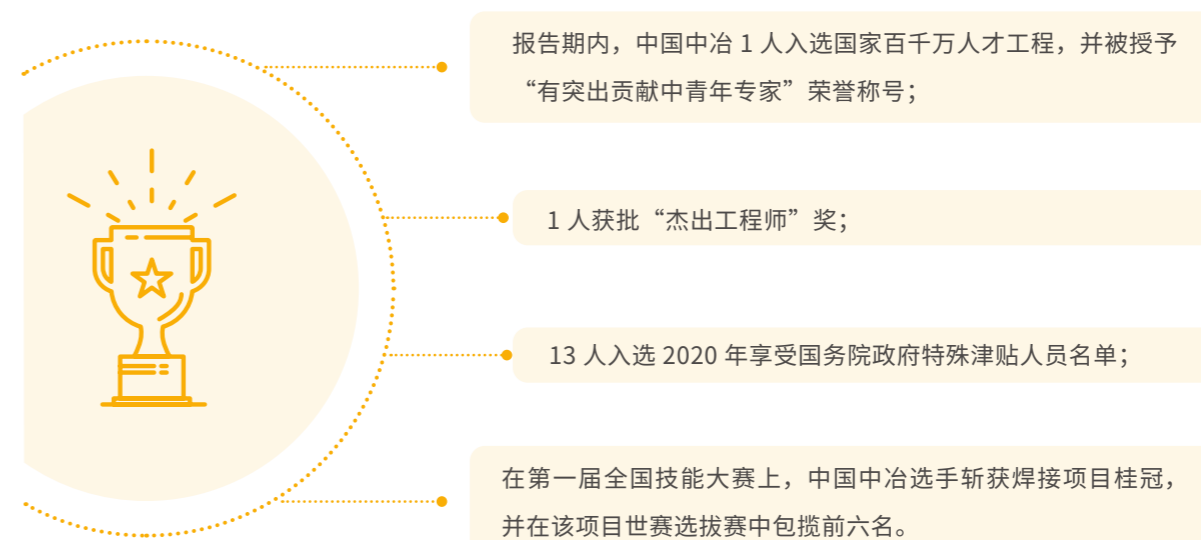 报告期内，中国中冶 1 人入选国家百千万人才工程，并被授予
“有突出贡献中青年专家”荣誉称号；
1 人获批“杰出工程师”奖；
13 人入选 2020 年享受国务院政府特殊津贴人员名单；
在第一届全国技能大赛上，中国中冶选手斩获焊接项目桂冠，
并在该项目世赛选拔赛中包揽前六名。